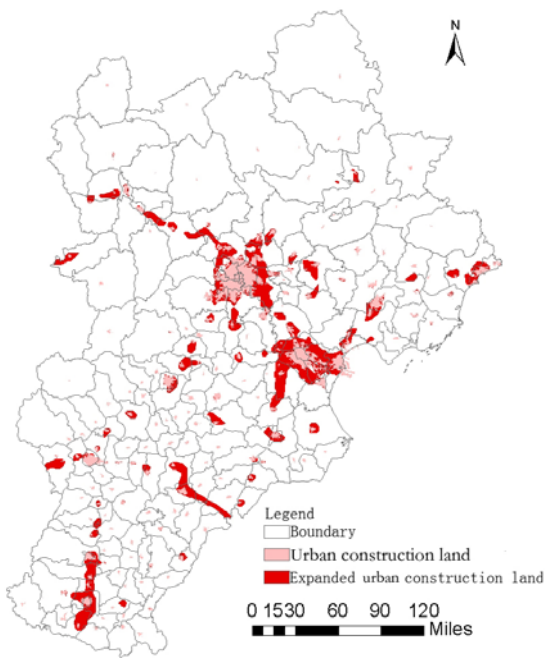 N
Legend
Boundary
Urban construction land
Expanded urban construction land
0 1530 60 90 120
Miles